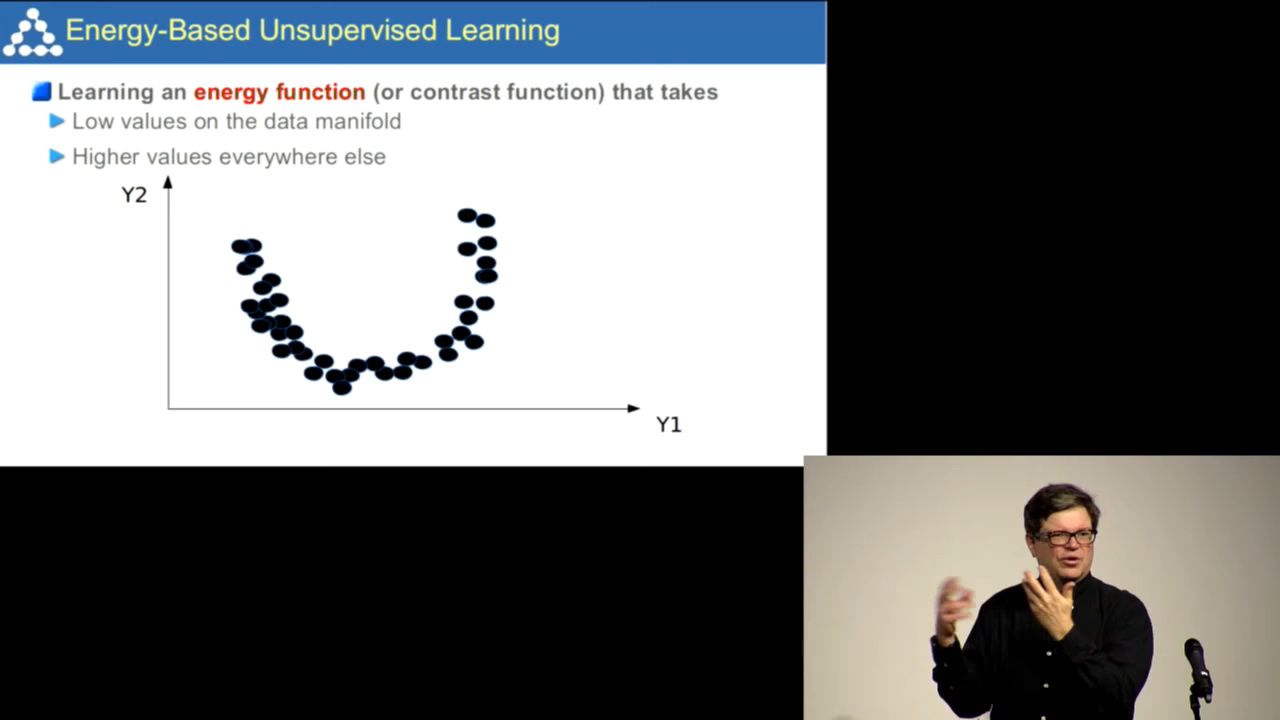 Energy-Based Unsupervised Learning
Learning an energy function (or contrast function) that takes
Low values on the data manifold
Higher values everywhere else
Y2
Y1